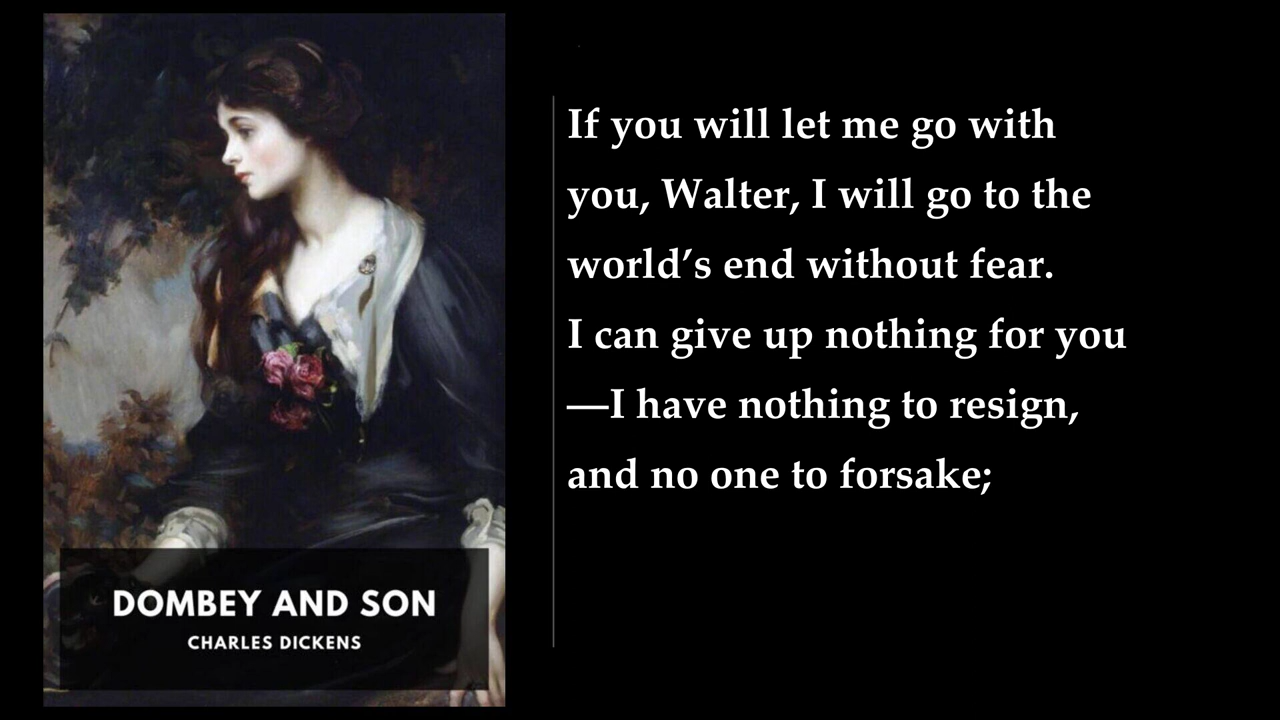 If you will let me go with
you, Walter, I will go to the
world’s end without fear.
I can give up nothing for you
—I have nothing to resign,
and no one to forsake;
DOMBEY AND SON
CHARLES DICKENS